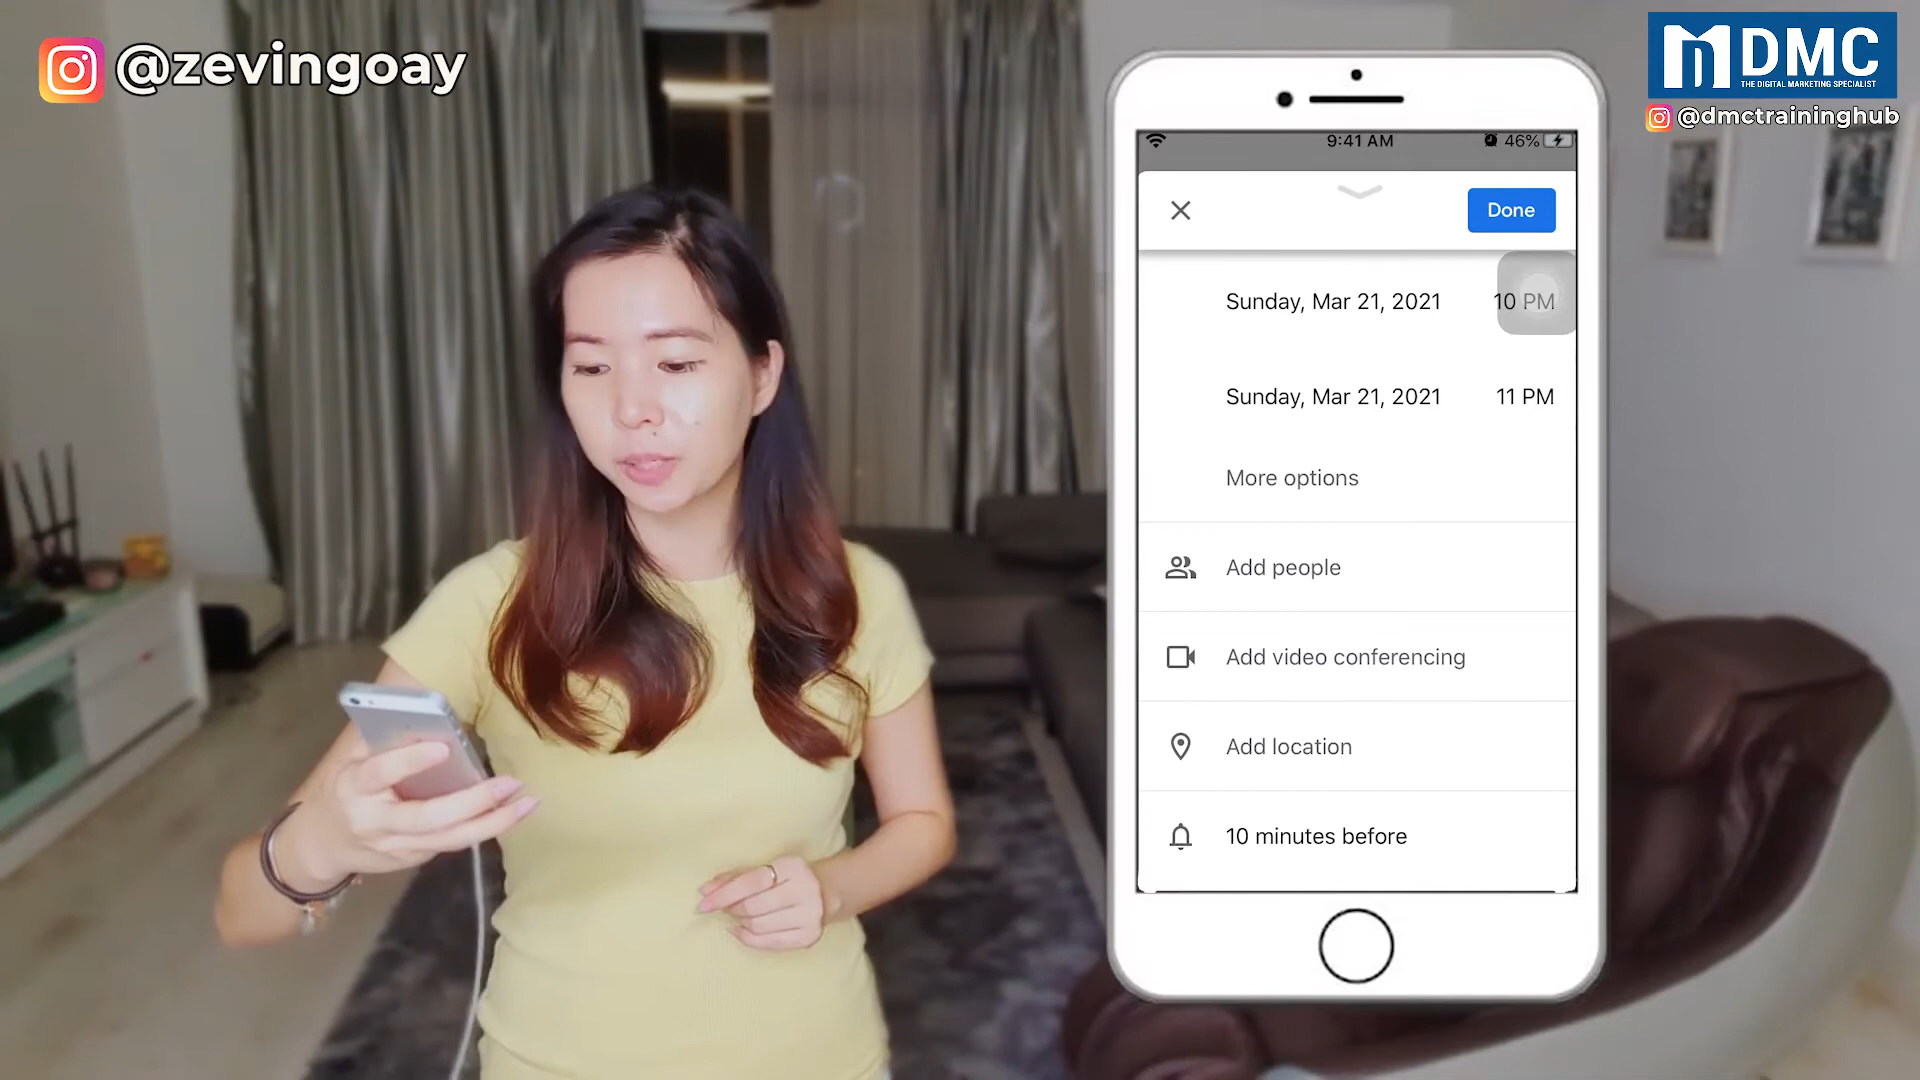 @zevingoay
DMC
THE DIGITAL MARKETING SPECIALIST
@dmctraininghub
9:41 AM
46%
Done
Sunday, Mar 21, 2021
10 PM
Sunday, Mar 21, 2021
11 PM
More options
Add people
Add video conferencing
Add location
10 minutes before